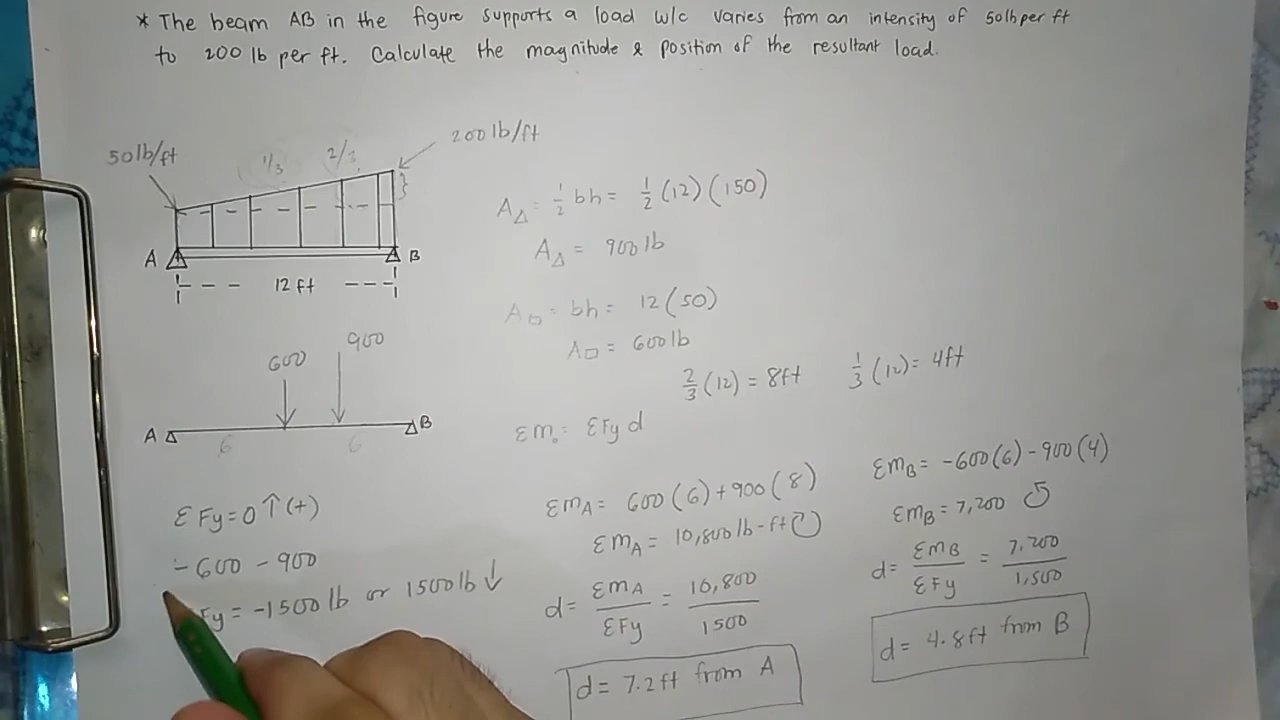 * The beam AB in the figure supports a load w/c varies from an intensity of 50lb per ft
to 200 lb per ft. Calculate the magnitude & position of the resultant load.
50lb/ft
1/3
2/3
200 lb/ft
A
B
12 ft
A△ = ½ bh = ½ (12)(150)
A△ = 900 lb
A□ = bh = 12(50)
A□ = 600 lb
2/3 (12) = 8ft
1/3 (12) = 4ft
600
900
A
B
6
6
ΣFy = 0 ↑(+)
= -600 - 900
Fy = -1500 lb or 1500 lb ↓
Σm. = ΣFy d
ΣmA = 600(6) + 900(8)
ΣmA = 10,800 lb-ft ↻
d = ΣmA / ΣFy = 10,800 / 1500
d = 7.2 ft from A
ΣmB = -600(6) - 900(4)
ΣmB = 7,200 ↺
d = ΣmB / ΣFy = 7,200 / 1,500
d = 4.8ft from B